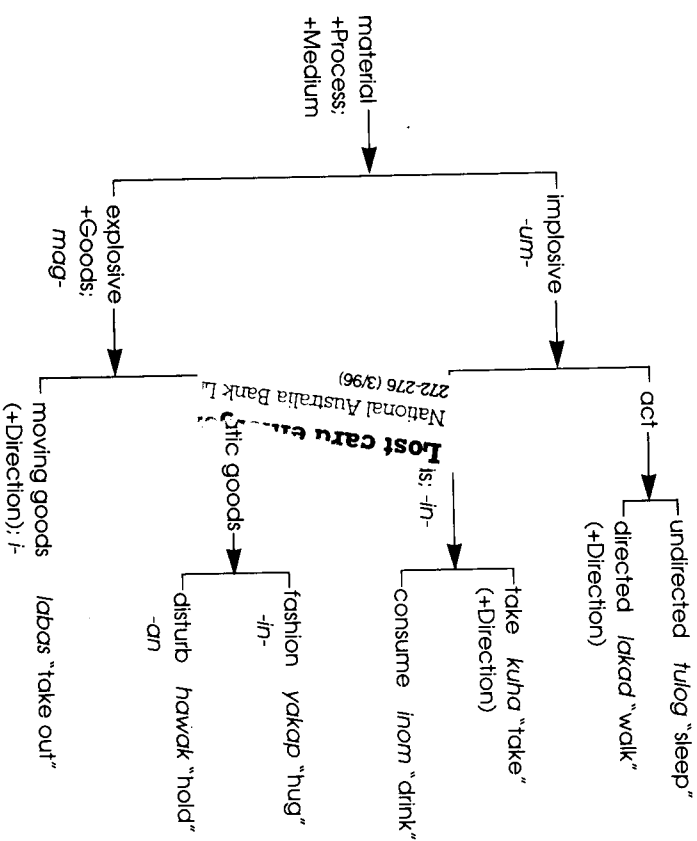 material
+Process;
+Medium
implosive
-um-
explosive
+Goods;
mag-
act
is; -in-
tic goods
moving goods labas "take out"
(+Direction); i-
undirected tulog "sleep"
directed lakad "walk"
(+Direction)
take kuha "take"
(+Direction)
consume inom "drink"
fashion yakap "hug"
-in-
disturb hawak "hold"
-an
Lost card
National Australia Bank
272-276 (3/96)